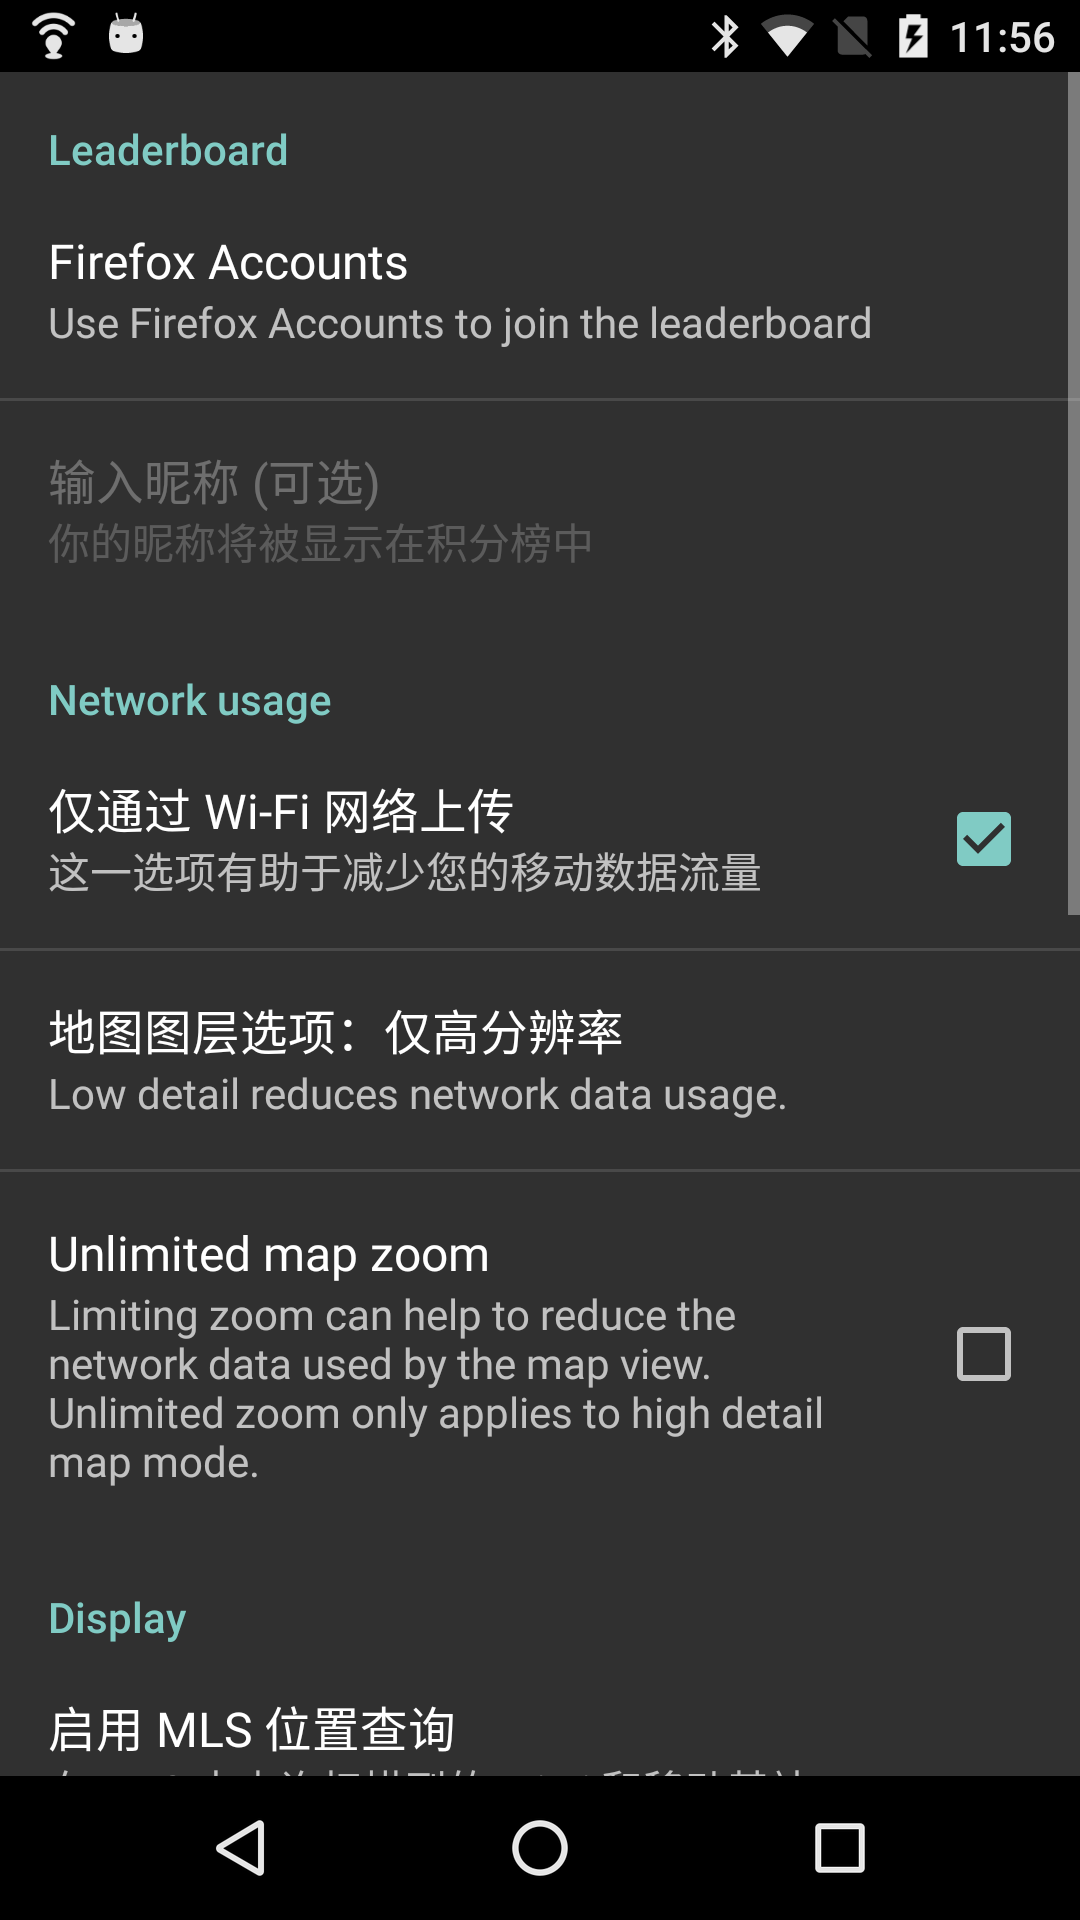 11:56
Leaderboard
Firefox Accounts
Use Firefox Accounts to join the leaderboard
输入昵称 (可选)
你的昵称将被显示在积分榜中
Network usage
仅通过 Wi-Fi 网络上传
这一选项有助于减少您的移动数据流量
地图图层选项：仅高分辨率
Low detail reduces network data usage.
Unlimited map zoom
Limiting zoom can help to reduce the
network data used by the map view.
Unlimited zoom only applies to high detail
map mode.
Display
启用 MLS 位置查询